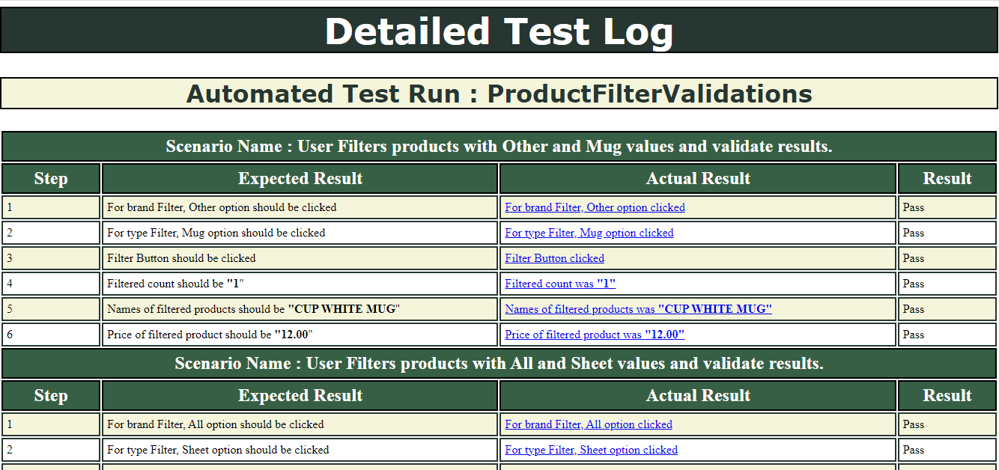 Detailed Test Log
Automated Test Run : ProductFilterValidations
Scenario Name : User Filters products with Other and Mug values and validate results.
Step Expected Result Actual Result Result
1 For brand Filter, Other option should be clicked For brand Filter, Other option clicked Pass
2 For type Filter, Mug option should be clicked For type Filter, Mug option clicked Pass
3 Filter Button should be clicked Filter Button clicked Pass
4 Filtered count should be "1" Filtered count was "1" Pass
5 Names of filtered products should be "CUP WHITE MUG" Names of filtered products was "CUP WHITE MUG" Pass
6 Price of filtered product should be "12.00" Price of filtered product was "12.00" Pass
Scenario Name : User Filters products with All and Sheet values and validate results.
Step Expected Result Actual Result Result
1 For brand Filter, All option should be clicked For brand Filter, All option clicked Pass
2 For type Filter, Sheet option should be clicked For type Filter, Sheet option clicked Pass